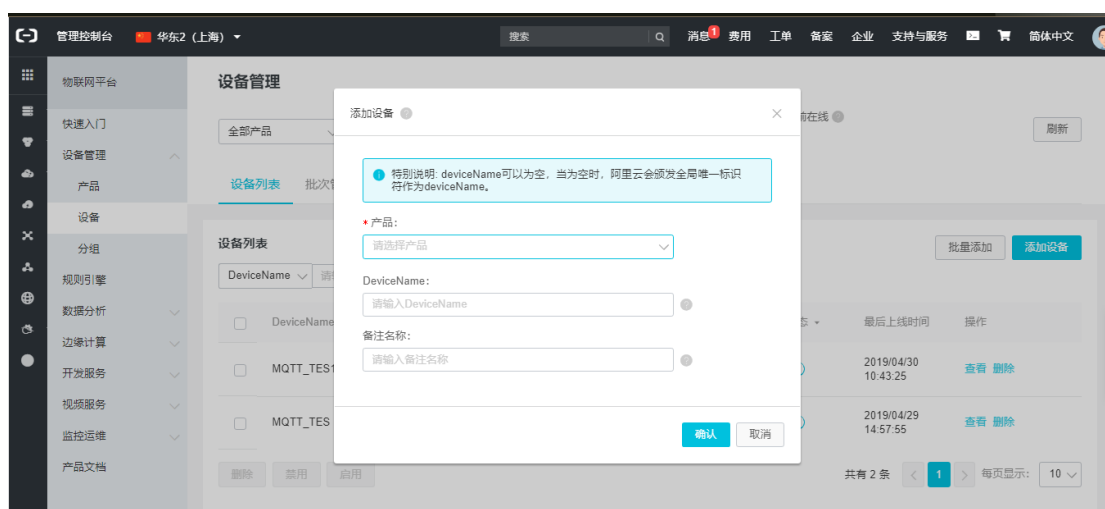 管理控制台 华东2（上海） 搜索 消息 1 费用 工单 备案 企业 支持与服务 简体中文
物联网平台
快速入门
设备管理
产品
设备
分组
规则引擎
数据分析
边缘计算
开发服务
视频服务
监控运维
产品文档
设备管理
全部产品
前在线
刷新
设备列表 批次
设备列表
批量添加 添加设备
DeviceName
DeviceName
最后上线时间 操作
MQTT_TES1
2019/04/30
10:43:25
查看 删除
MQTT_TES
2019/04/29
14:57:55
查看 删除
删除 禁用 启用
共有 2 条 < 1 > 每页显示: 10
添加设备
特别说明: deviceName可以为空，当为空时，阿里云会颁发全局唯一标识
符作为deviceName。
* 产品:
请选择产品
DeviceName:
请输入DeviceName
备注名称:
请输入备注名称
确认 取消